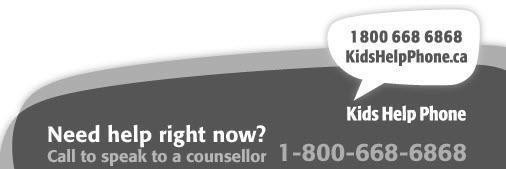 1 800 668 6868
KidsHelpPhone.ca
Kids Help Phone
Need help right now?
Call to speak to a counsellor 1-800-668-6868